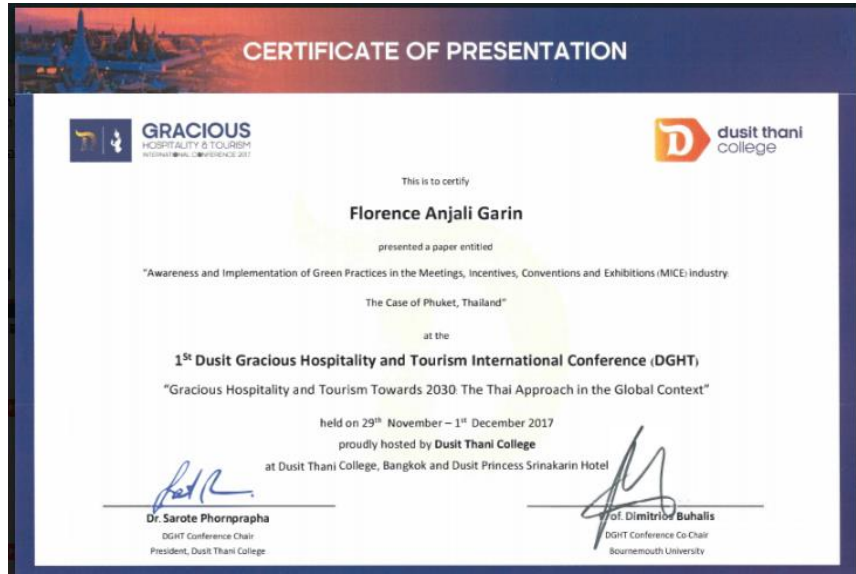 CERTIFICATE OF PRESENTATION
GRACIOUS
HOSPITALITY & TOURISM
INTERNATIONAL CONFERENCE 2017
dusit thani
college
This is to certify
Florence Anjali Garin
presented a paper entitled
"Awareness and Implementation of Green Practices in the Meetings, Incentives, Conventions and Exhibitions (MICE) industry:
The Case of Phuket, Thailand"
at the
1St Dusit Gracious Hospitality and Tourism International Conference (DGHT)
"Gracious Hospitality and Tourism Towards 2030: The Thai Approach in the Global Context"
held on 29th November – 1st December 2017
proudly hosted by Dusit Thani College
at Dusit Thani College, Bangkok and Dusit Princess Srinakarin Hotel
Dr. Sarote Phornprapha
DGHT Conference Chair
President, Dusit Thani College
Prof. Dimitrios Buhalis
DGHT Conference Co-Chair
Bournemouth University